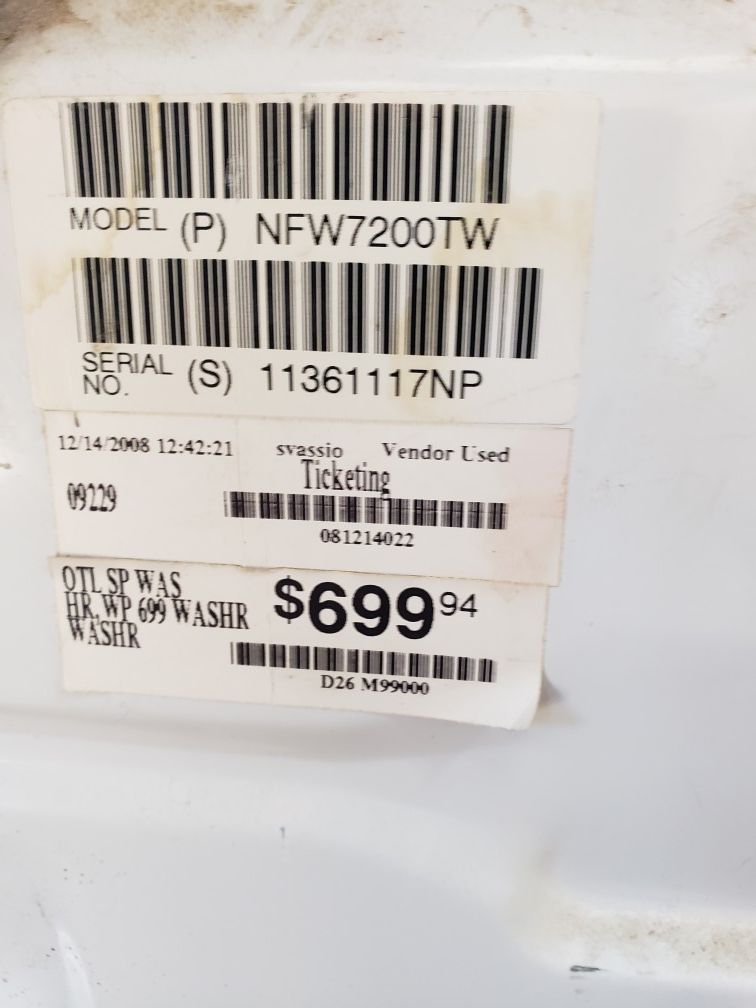 MODEL (P) NFW7200TW
SERIAL NO. (S) 11361117NP
12/14/2008 12:42:21 svassio Vendor Used
Ticketing
09229
081214022
OTL SP WAS
HR, WP 699 WASHR
WASHR
$699 94
D26 M99000